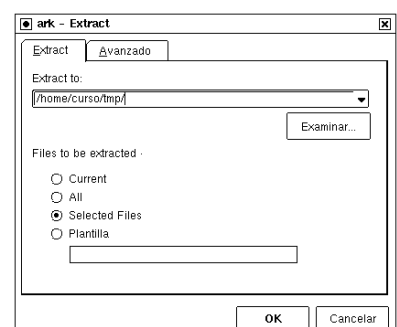 ark - Extract
Extract Avanzado
Extract to:
/home/curso/tmp/
Examinar...
Files to be extracted
Current
All
Selected Files
Plantilla
OK Cancelar